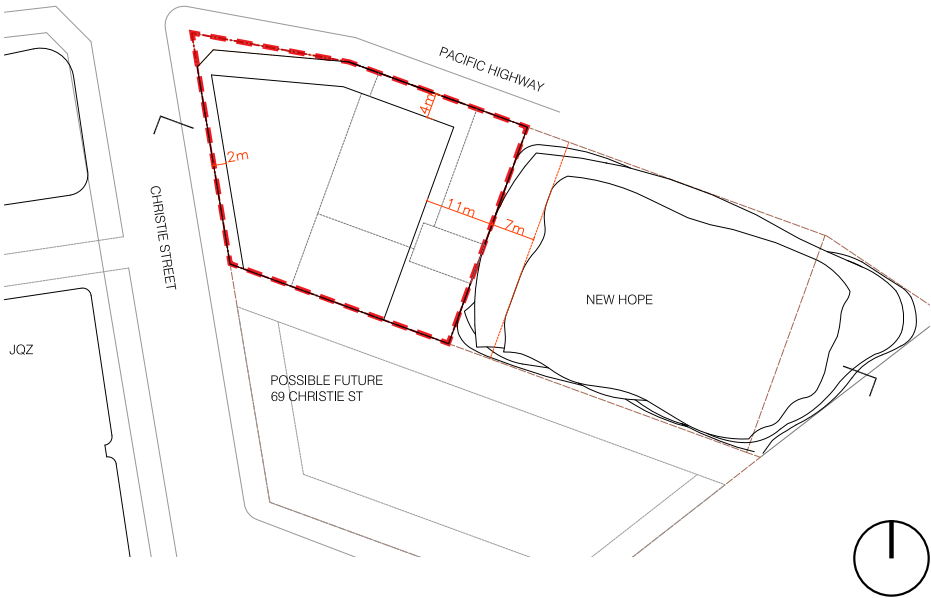 PACIFIC HIGHWAY
4m
2m
CHRISTIE STREET
11m
7m
NEW HOPE
JQZ
POSSIBLE FUTURE
69 CHRISTIE ST